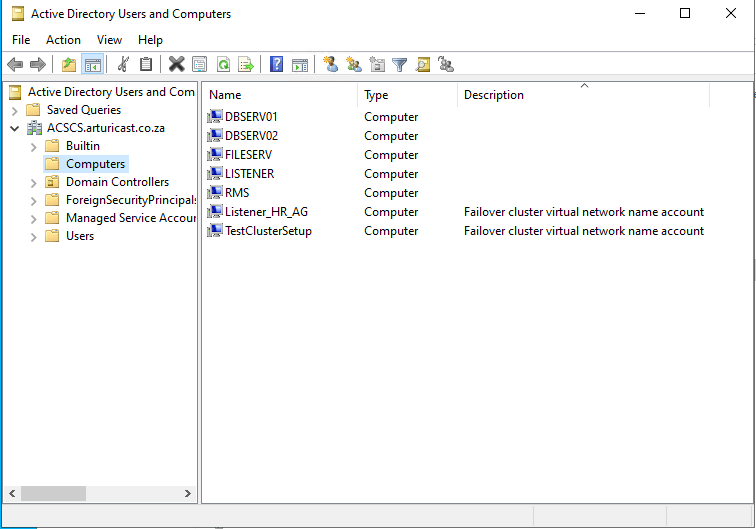 Active Directory Users and Computers
File Action View Help
Active Directory Users and Com
Saved Queries
ACSCS.arturicast.co.za
Builtin
Computers
Domain Controllers
ForeignSecurityPrincipals
Managed Service Accour
Users
Name Type Description
DBSERV01 Computer
DBSERV02 Computer
FILESERV Computer
LISTENER Computer
RMS Computer
Listener_HR_AG Computer Failover cluster virtual network name account
TestClusterSetup Computer Failover cluster virtual network name account